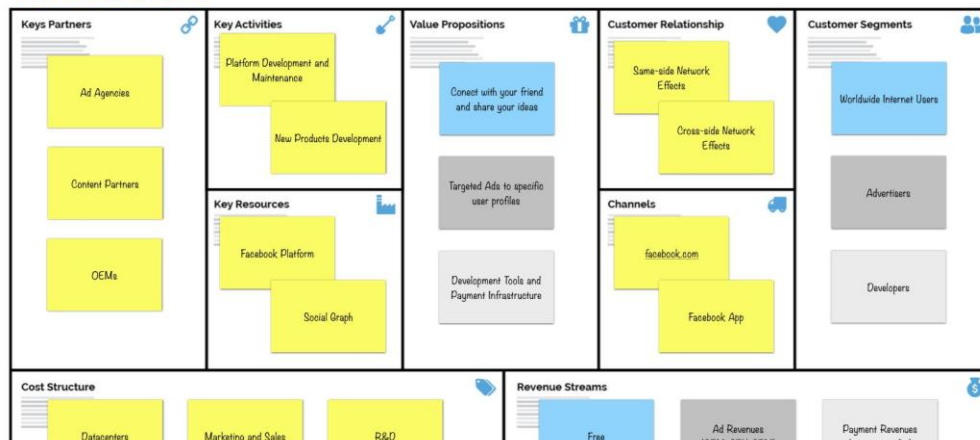 Keys Partners
Ad Agencies
Content Partners
OEMs
Key Activities
Platform Development and
Maintenance
New Products Development
Key Resources
Facebook Platform
Social Graph
Value Propositions
Conect with your friend
and share your ideas
Targeted Ads to specific
user profiles
Development Tools and
Payment Infrastructure
Customer Relationship
Same-side Network
Effects
Cross-side Network
Effects
Channels
facebook.com
Facebook App
Customer Segments
Worldwide Internet Users
Advertisers
Developers
Cost Structure
Datacenters
Marketing and Sales
R&D
Revenue Streams
Free
Ad Revenues
Payment Revenues